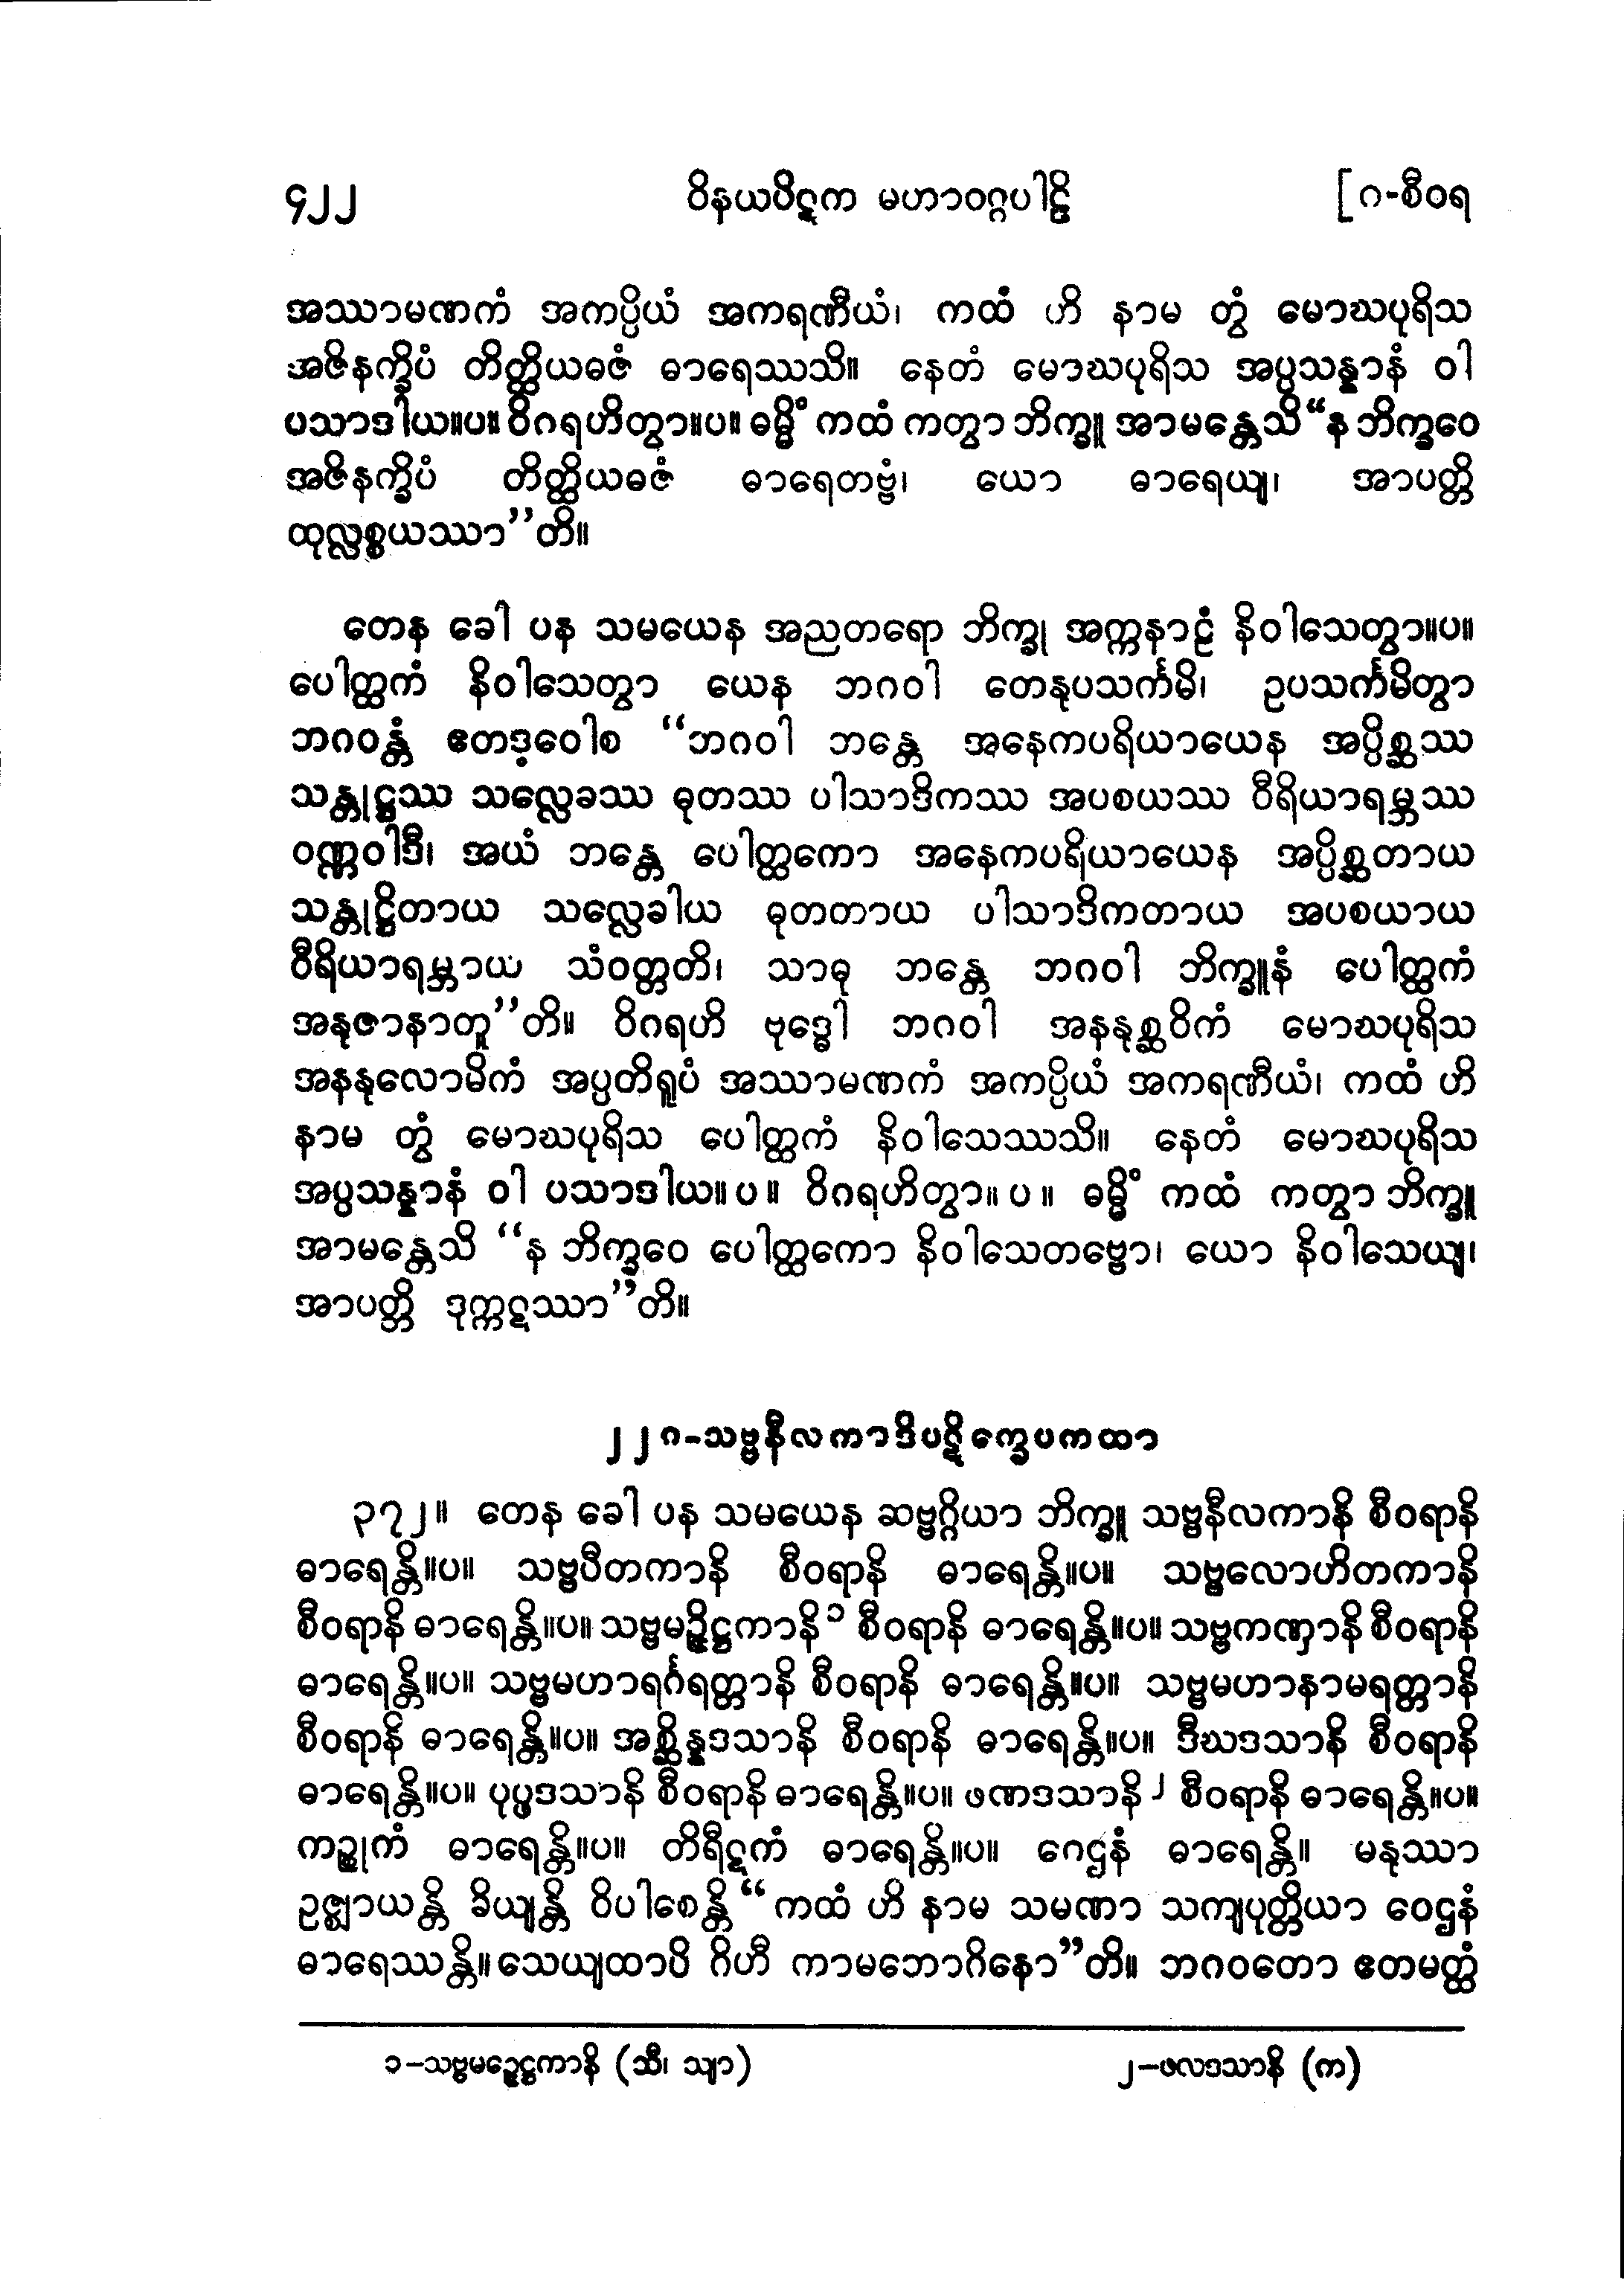 ၄၂၂ ဝိနယပိဋက မဟာဝဂ္ဂပါဠိ [ဂ-စီဝရ
အဿာမဏကံ အကပ္ပိယံ အကရဏီယံ၊ ကထံ ဟိ နာမ တွံ မောဃပုရိသ
အဇိနက္ခိပံ တိတ္ထိယဓဇံ ဓာရေဿသိ။ နေတံ မောဃပုရိသ အပ္ပသန္နာနံ ဝါ
ပသာဒါယ။ပ။ ဝိဂရဟိတွာ။ပ။ ဓမ္မိံ ကထံ ကတွာ ဘိက္ခူ အာမန္တေသိ “န ဘိက္ခဝေ
အဇိနက္ခိပံ တိတ္ထိယဓဇံ ဓာရေတဗ္ဗံ၊ ယော ဓာရေယျ၊ အာပတ္တိ
ထုလ္လစ္စယဿာ”တိ။
တေန ခေါ ပန သမယေန အညတရော ဘိက္ခု အက္ကနာဠံ နိဝါသေတွာ။ပ။
ပေါတ္ထကံ နိဝါသေတွာ ယေန ဘဂဝါ တေနုပသင်္ကမိ၊ ဥပသင်္ကမိတွာ
ဘဂဝန္တံ ဧတဒဝေါစ “ဘဂဝါ ဘန္တေ အနေကပရိယာယေန အပ္ပိစ္ဆဿ
သန္တုဋ္ဌဿ သလ္လေခဿ ဓုတဿ ပါသာဒိကဿ အပစယဿ ဝီရိယာရမ္ဘဿ
ဝဏ္ဏဝါဒီ၊ အယံ ဘန္တေ ပေါတ္ထကော အနေကပရိယာယေန အပ္ပိစ္ဆတာယ
သန္တုဋ္ဌိတာယ သလ္လေခါယ ဓုတတာယ ပါသာဒိကတာယ အပစယာယ
ဝီရိယာရမ္ဘာယ သံဝတ္တတိ၊ သာဓု ဘန္တေ ဘဂဝါ ဘိက္ခူနံ ပေါတ္ထကံ
အနုဇာနာတူ”တိ။ ဝိဂရဟိ ဗုဒ္ဓေါ ဘဂဝါ အနနုစ္ဆဝိကံ မောဃပုရိသ
အနနုလောမိကံ အပ္ပတိရူပံ အဿာမဏကံ အကပ္ပိယံ အကရဏီယံ၊ ကထံ ဟိ
နာမ တွံ မောဃပုရိသ ပေါတ္ထကံ နိဝါသေဿသိ။ နေတံ မောဃပုရိသ
အပ္ပသန္နာနံ ဝါ ပသာဒါယ။ ပ ။ ဝိဂရဟိတွာ။ ပ ။ ဓမ္မိံ ကထံ ကတွာ ဘိက္ခူ
အာမန္တေသိ “န ဘိက္ခဝေ ပေါတ္ထကော နိဝါသေတဗ္ဗော၊ ယော နိဝါသေယျ၊
အာပတ္တိ ဒုက္ကဋဿာ”တိ။
၂၂၈-သဗ္ဗနီလကာဒိပဋိက္ခေပကထာ
၃၇၂။ တေန ခေါ ပန သမယေန ဆဗ္ဗဂ္ဂိယာ ဘိက္ခူ သဗ္ဗနီလကာနိ စီဝရာနိ
ဓာရေန္တိ။ပ။ သဗ္ဗပီတကာနိ စီဝရာနိ ဓာရေန္တိ။ပ။ သဗ္ဗလောဟိတကာနိ
စီဝရာနိ ဓာရေန္တိ။ပ။ သဗ္ဗမဉ္ဇိဋ္ဌကာနိ ၁ စီဝရာနိ ဓာရေန္တိ။ပ။ သဗ္ဗကဏှာနိ စီဝရာနိ
ဓာရေန္တိ။ပ။ သဗ္ဗမဟာရင်္ဂရတ္တာနိ စီဝရာနိ ဓာရေန္တိ။ပ။ သဗ္ဗမဟာနာမရတ္တာနိ
စီဝရာနိ ဓာရေန္တိ။ပ။ အစ္ဆိန္နဒသာနိ စီဝရာနိ ဓာရေန္တိ။ပ။ ဒီဃဒသာနိ စီဝရာနိ
ဓာရေန္တိ။ပ။ ပုပ္ဖဒသာနိ စီဝရာနိ ဓာရေန္တိ။ပ။ ဖဏဒသာနိ ၂ စီဝရာနိ ဓာရေန္တိ။ပ။
ကဉ္စုကံ ဓာရေန္တိ။ပ။ တိရီဋကံ ဓာရေန္တိ။ပ။ ဝေဌနံ ဓာရေန္တိ။ မနုဿာ
ဥဇ္ဈာယန္တိ ခိယျန္တိ ဝိပါစေန္တိ “ ကထံ ဟိ နာမ သမဏာ သကျပုတ္တိယာ ဝေဌနံ
ဓာရေဿန္တိ။ သေယျထာပိ ဂိဟီ ကာမဘောဂိနော”တိ။ ဘဂဝတော ဧတမတ္ထံ
၁-သဗ္ဗမဉ္ဇေဋ္ဌကာနိ (သီ၊ သျာ) ၂-ဖလဒသာနိ (က)